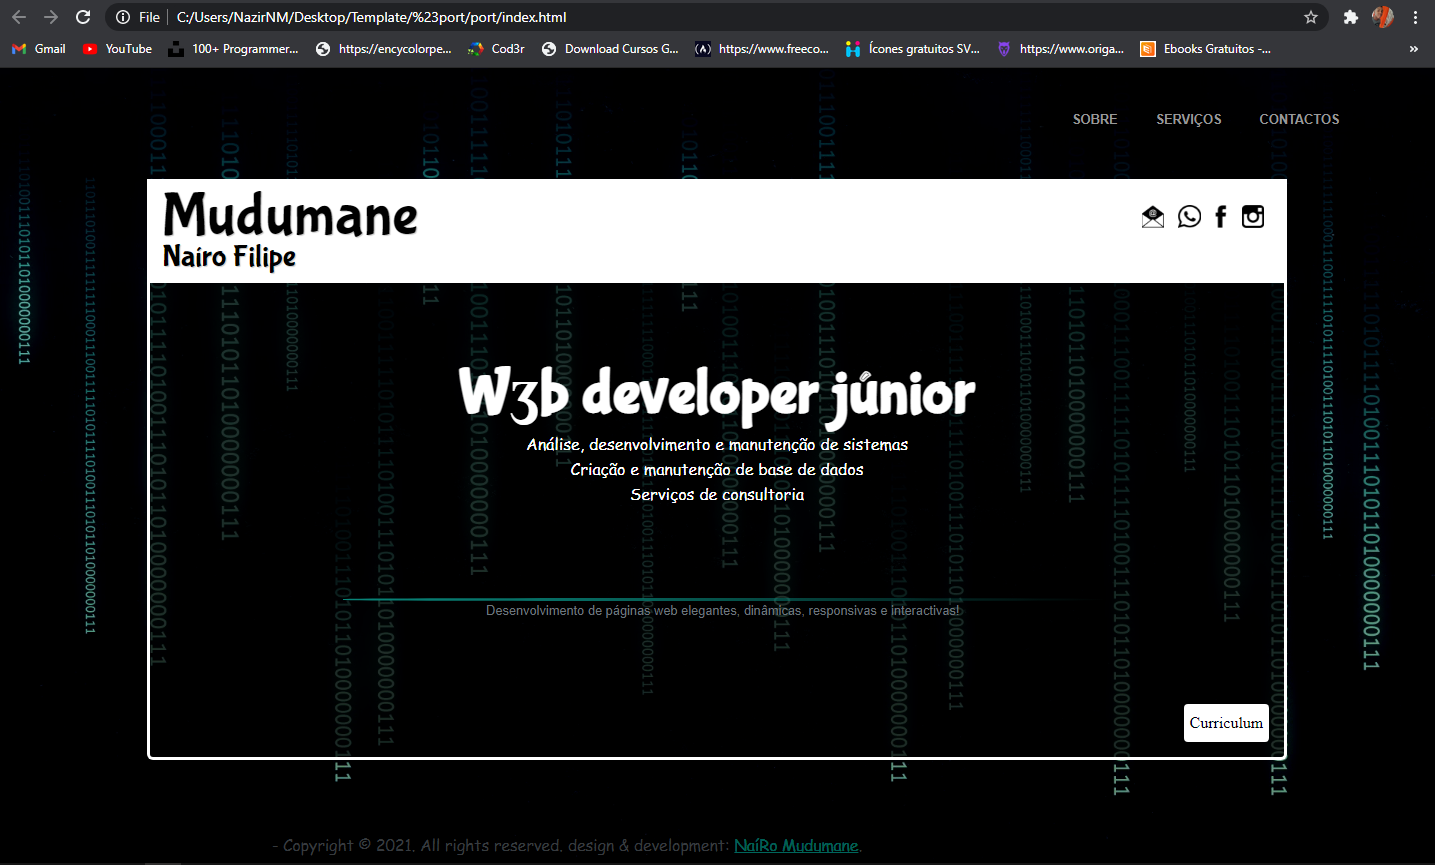 File | C:/Users/NazirNM/Desktop/Template/%23port/port/index.html
Gmail YouTube 100+ Programmer... https://encycolorpe... Cod3r Download Cursos G... https://www.freeco... Ícones gratuitos SV... https://www.origa... Ebooks Gratuitos -... »
SOBRE SERVIÇOS CONTACTOS
Mudumane
Naíro Filipe
WƷb developer júnior
Análise, desenvolvimento e manutenção de sistemas
Criação e manutenção de base de dados
Serviços de consultoria
Desenvolvimento de páginas web elegantes, dinâmicas, responsivas e interactivas!
Curriculum
- Copyright © 2021. All rights reserved. design & development: NaíRo Mudumane.